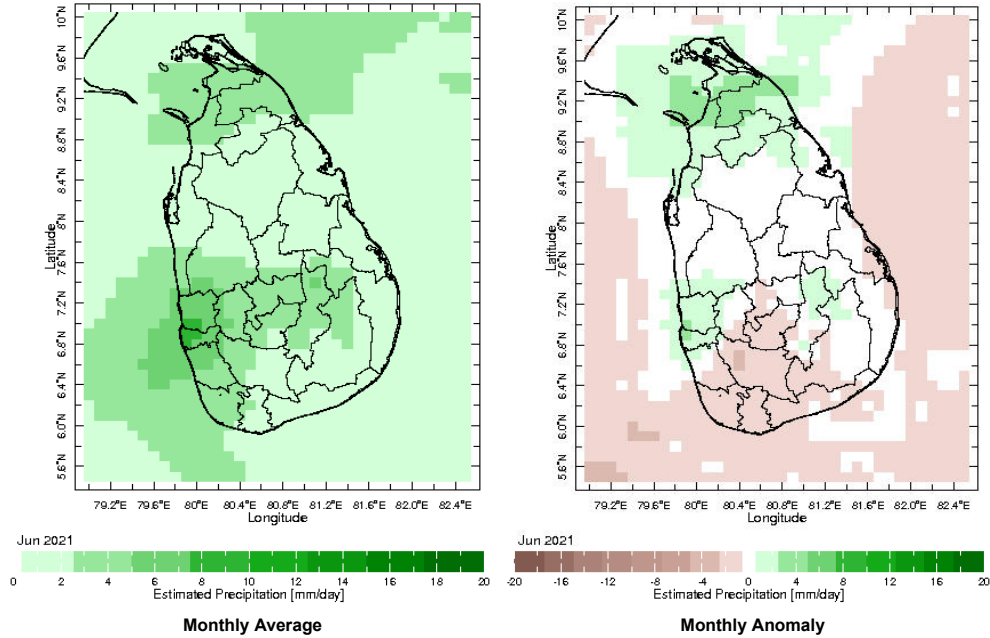 10°N
9.6°N
9.2°N
8.8°N
8.4°N
8°N
7.6°N
7.2°N
6.8°N
6.4°N
6.0°N
5.6°N
Latitude
79.2°E 79.6°E 80°E 80.4°E 80.8°E 81.2°E 81.6°E 82.0°E
Longitude
Jun 2021
0 2 4 6 8 10 12 14 16 18 20
Estimated Precipitation [mm/day]
Monthly Average
10°N
9.6°N
9.2°N
8.8°N
8.4°N
8°N
7.6°N
7.2°N
6.8°N
6.4°N
6.0°N
5.6°N
Latitude
79.2°E 79.6°E 80°E 80.4°E 80.8°E 81.2°E 81.6°E 82.0°E
Longitude
Jun 2021
-20 -16 -12 -8 -4 0 4 8 12 16 20
Estimated Precipitation [mm/day]
Monthly Anomaly